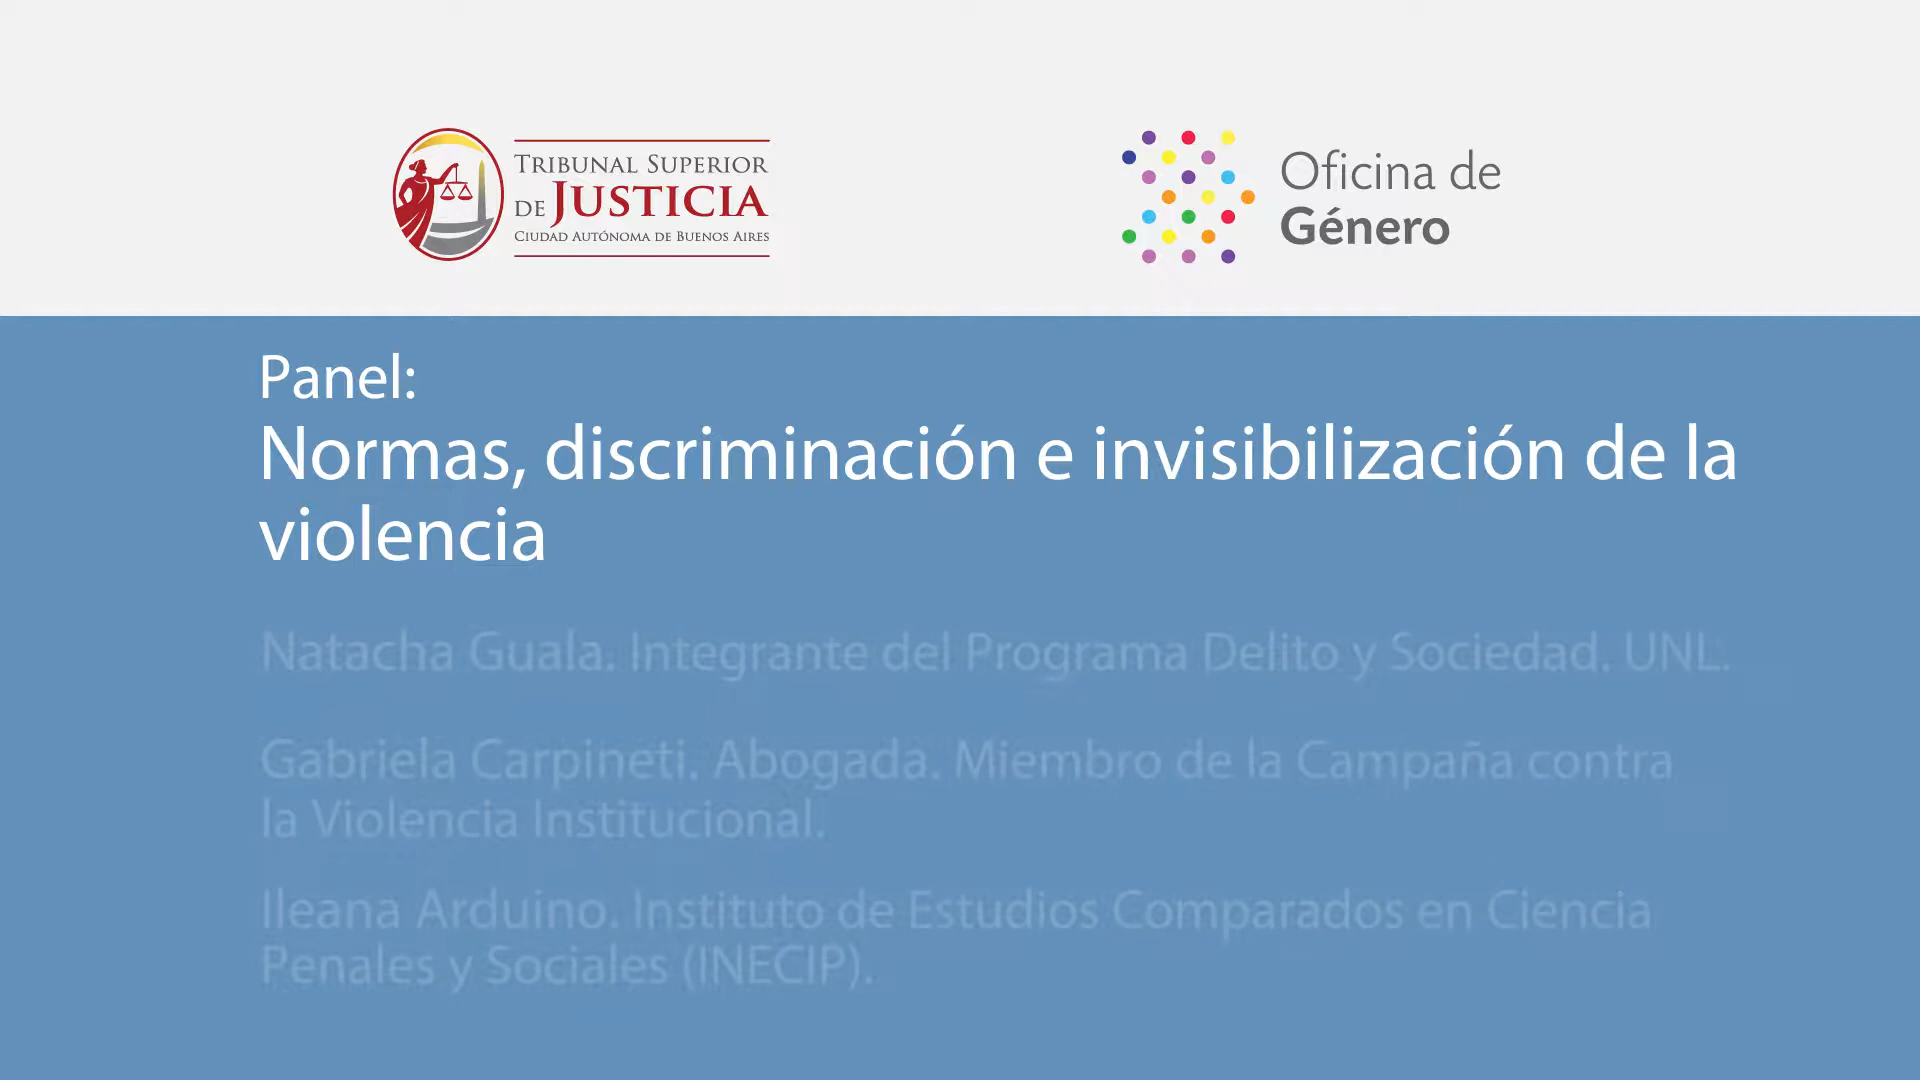 TRIBUNAL SUPERIOR
DE JUSTICIA
CIUDAD AUTÓNOMA DE BUENOS AIRES
Oficina de
Género
Panel:
Normas, discriminación e invisibilización de la
violencia
Natacha Guala. Integrante del Programa Delito y Sociedad. UNL.
Gabriela Carpineti. Abogada. Miembro de la Campaña contra
la Violencia Institucional.
Ileana Arduino. Instituto de Estudios Comparados en Ciencia
Penales y Sociales (INECIP).